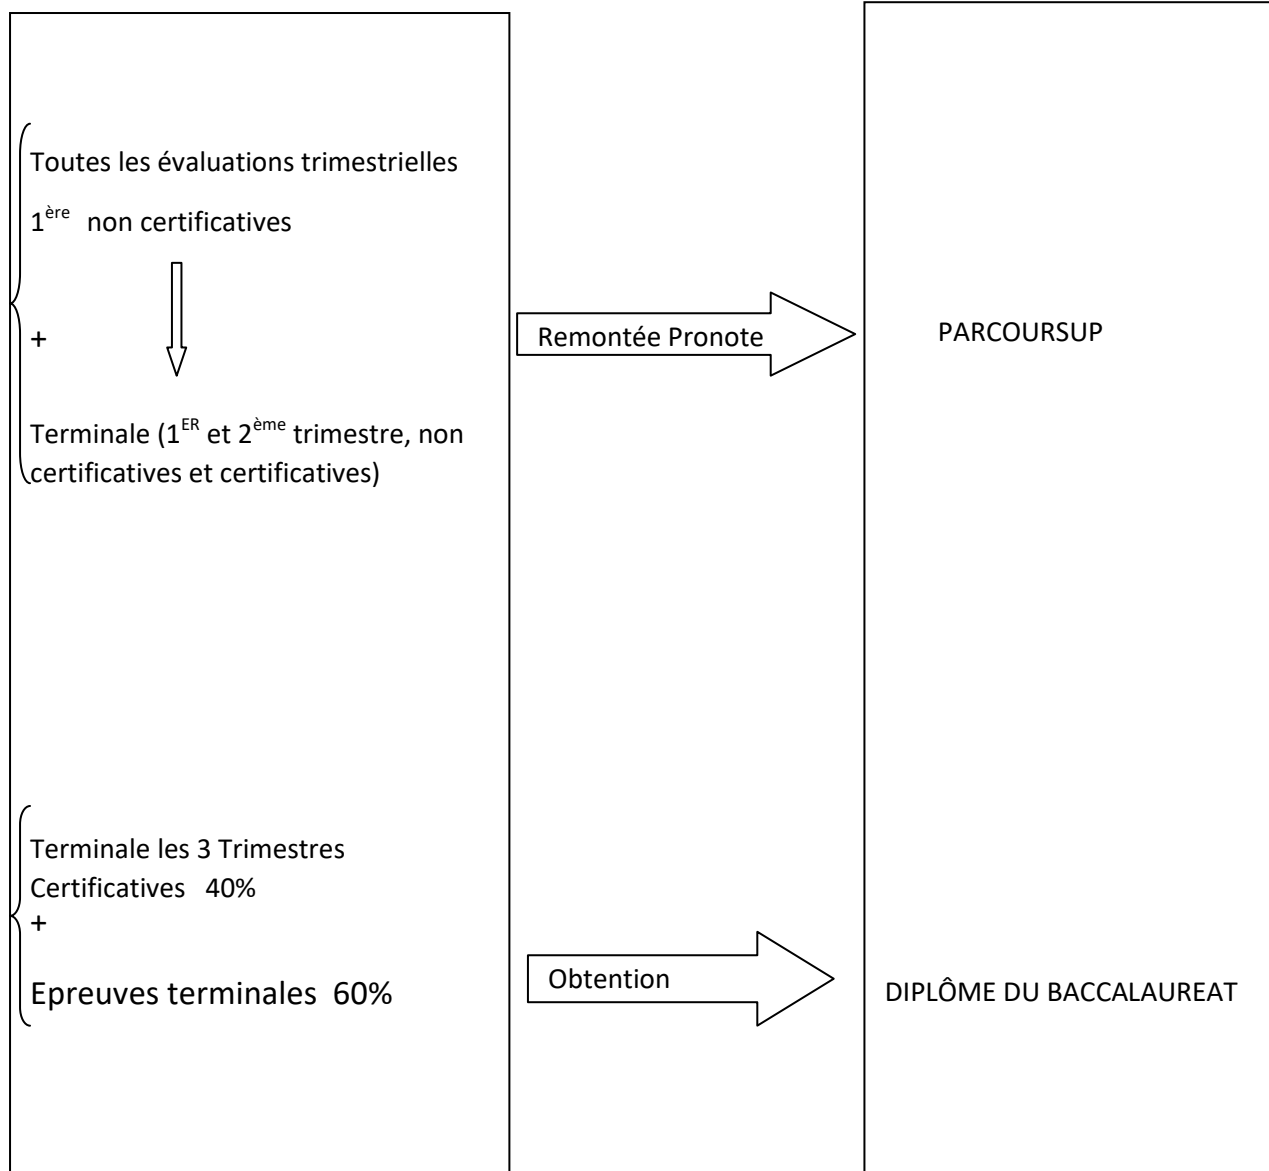 Toutes les évaluations trimestrielles
1ère non certificatives
+
Terminale (1ER et 2ème trimestre, non
certificatives et certificatives)
Remontée Pronote
PARCOURSUP
Terminale les 3 Trimestres
Certificatives 40%
+
Epreuves terminales 60%
Obtention
DIPLÔME DU BACCALAUREAT